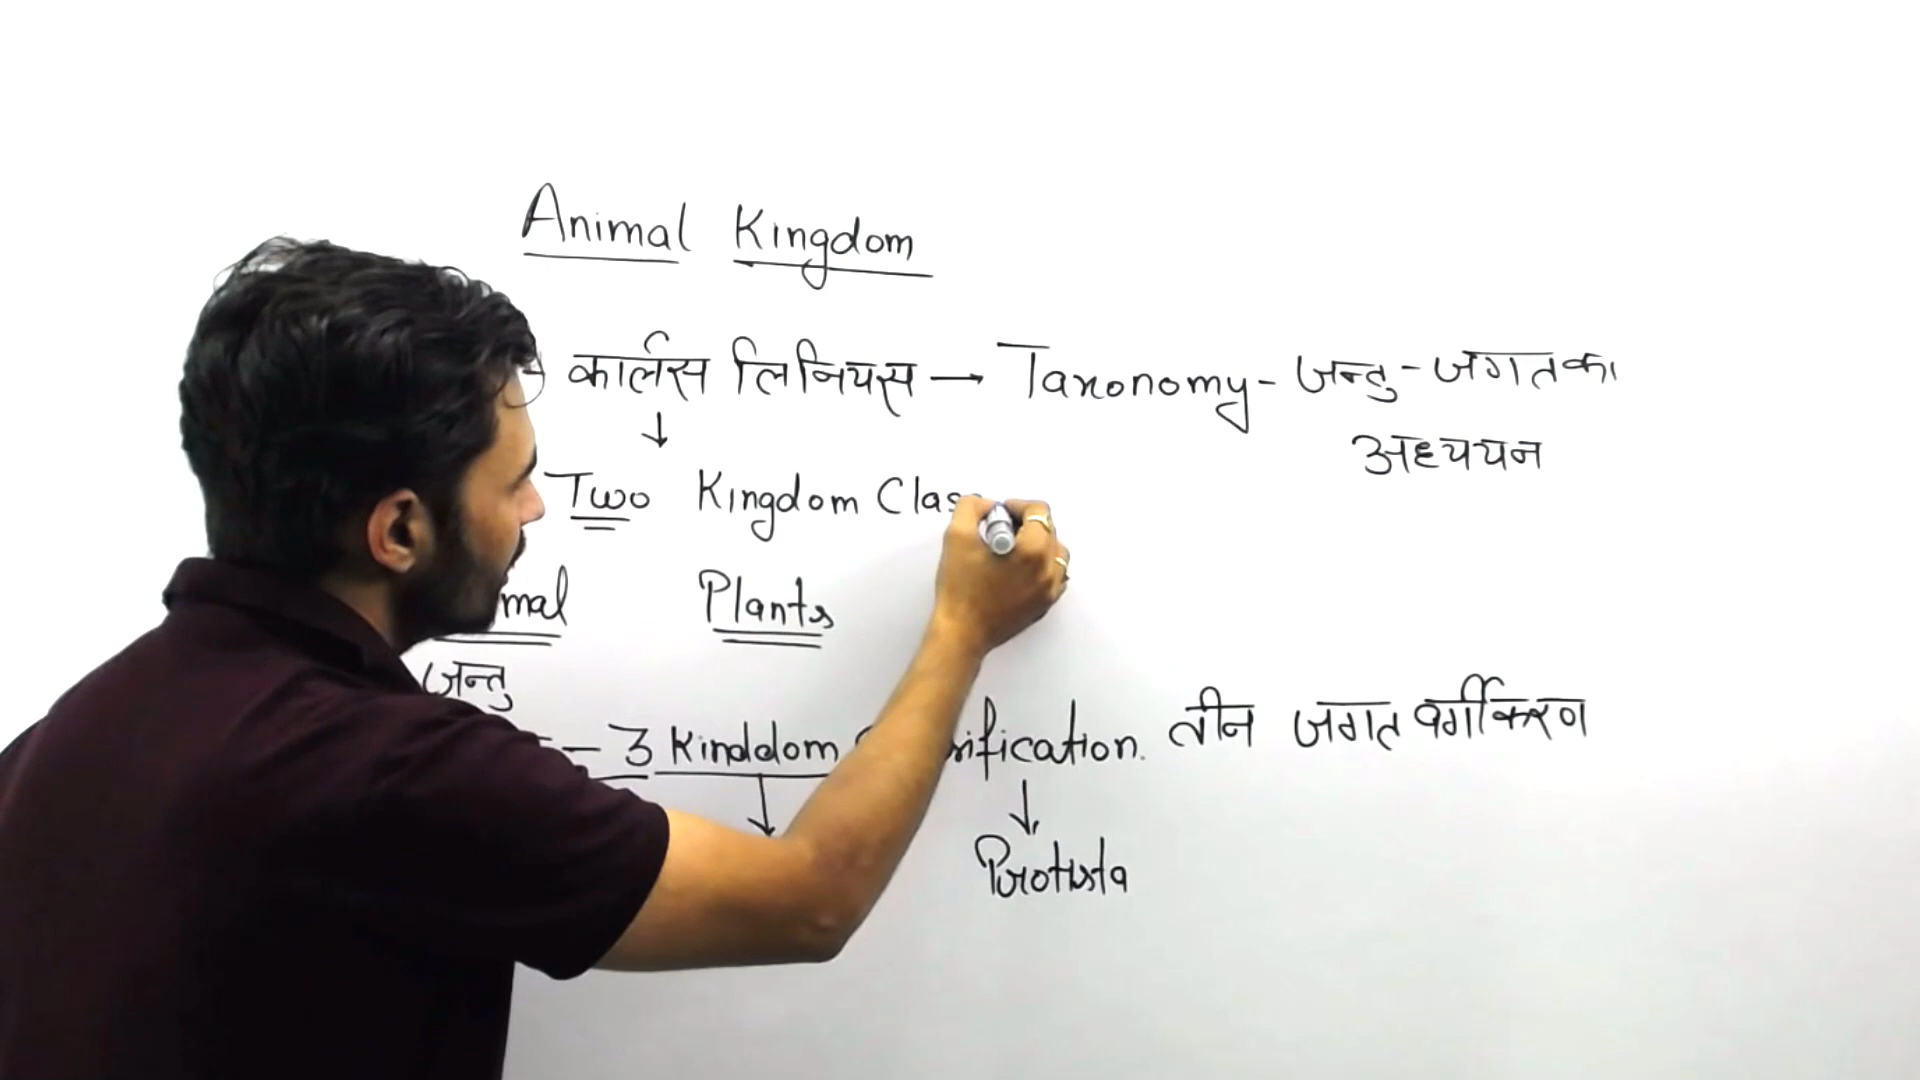 Animal Kingdom
कार्लस लिनियस → Taxonomy - जन्तु - जगत का
अध्ययन
↓
Two Kingdom Clas
mal Plants
जन्तु
- 3 Kinddom sification. तीन जगत वर्गीकरण
↓ ↓
Protista